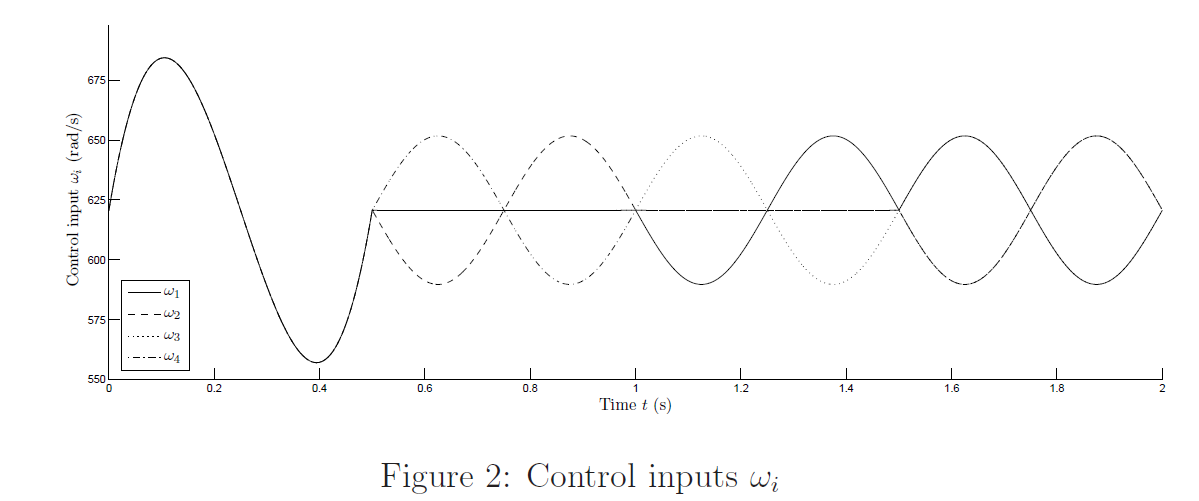 675
650
625
600
575
550
Control input ωᵢ (rad/s)
ω₁
ω₂
ω₃
ω₄
0 0.2 0.4 0.6 0.8 1 1.2 1.4 1.6 1.8 2
Time t (s)
Figure 2: Control inputs ωᵢ